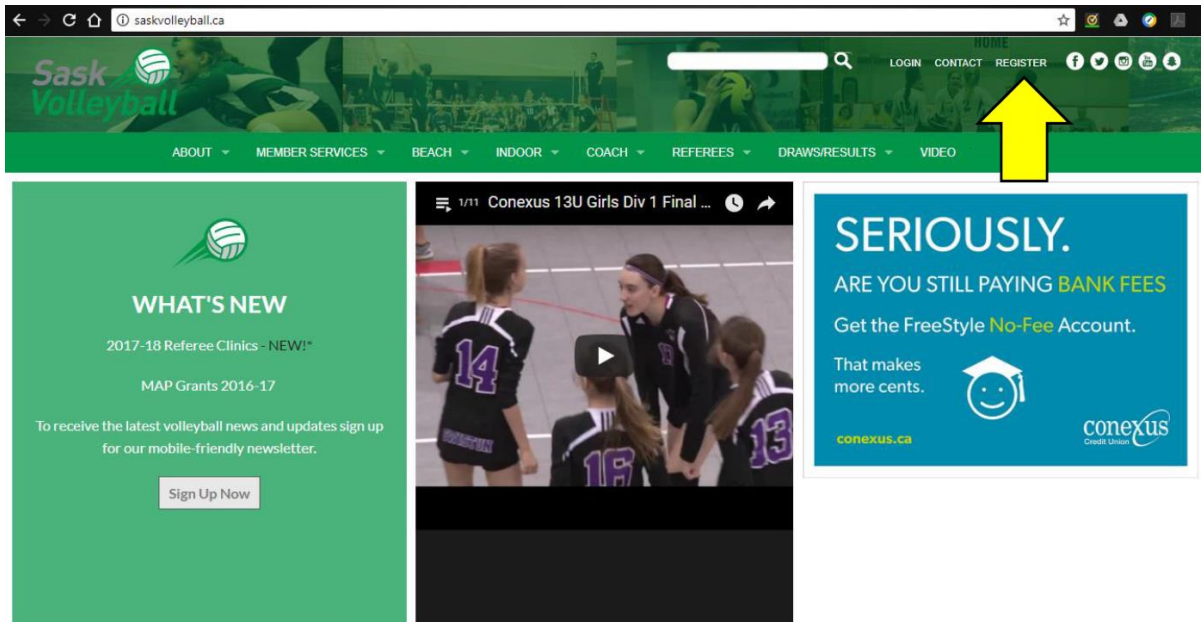 saskvolleyball.ca
Sask
Volleyball
HOME
LOGIN CONTACT REGISTER
ABOUT MEMBER SERVICES BEACH INDOOR COACH REFEREES DRAWS/RESULTS VIDEO
WHAT'S NEW
2017-18 Referee Clinics - NEW!*
MAP Grants 2016-17
To receive the latest volleyball news and updates sign up
for our mobile-friendly newsletter.
Sign Up Now
1/11 Conexus 13U Girls Div 1 Final ...
14
16
13
SERIOUSLY.
ARE YOU STILL PAYING BANK FEES
Get the FreeStyle No-Fee Account.
That makes
more cents.
conexus.ca
conexus
Credit Union